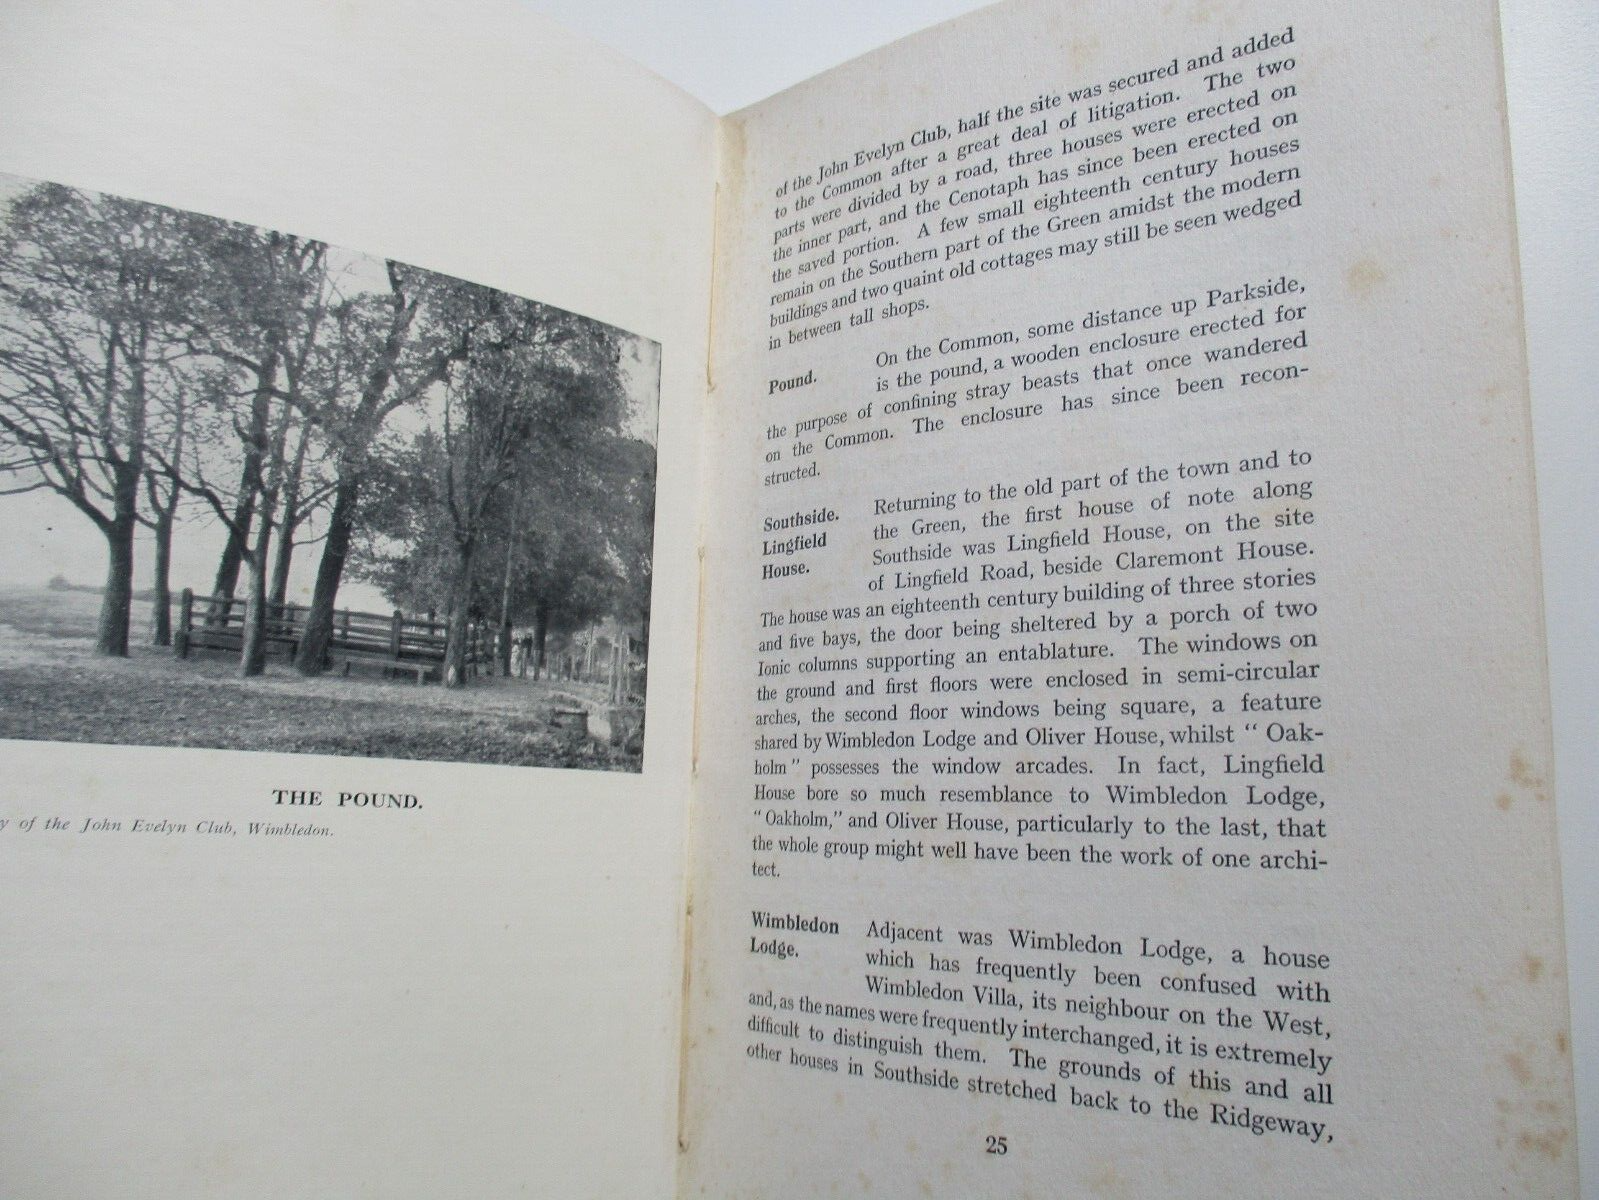 THE POUND.
y of the John Evelyn Club, Wimbledon.
of the John Evelyn Club, half the site was secured and added
to the Common after a great deal of litigation. The two
parts were divided by a road, three houses were erected on
the inner part, and the Cenotaph has since been erected on
the saved portion. A few small eighteenth century houses
remain on the Southern part of the Green amidst the modern
buildings and two quaint old cottages may still be seen wedged
in between tall shops.
Pound.
On the Common, some distance up Parkside,
is the pound, a wooden enclosure erected for
the purpose of confining stray beasts that once wandered
on the Common. The enclosure has since been recon-
structed.
Southside.
Lingfield
House.
Returning to the old part of the town and to
the Green, the first house of note along
Southside was Lingfield House, on the site
of Lingfield Road, beside Claremont House.
The house was an eighteenth century building of three stories
and five bays, the door being sheltered by a porch of two
Ionic columns supporting an entablature. The windows on
the ground and first floors were enclosed in semi-circular
arches, the second floor windows being square, a feature
shared by Wimbledon Lodge and Oliver House, whilst " Oak-
holm " possesses the window arcades. In fact, Lingfield
House bore so much resemblance to Wimbledon Lodge,
" Oakholm," and Oliver House, particularly to the last, that
the whole group might well have been the work of one archi-
tect.
Wimbledon
Lodge.
Adjacent was Wimbledon Lodge, a house
which has frequently been confused with
Wimbledon Villa, its neighbour on the West,
and, as the names were frequently interchanged, it is extremely
difficult to distinguish them. The grounds of this and all
other houses in Southside stretched back to the Ridgeway,
25